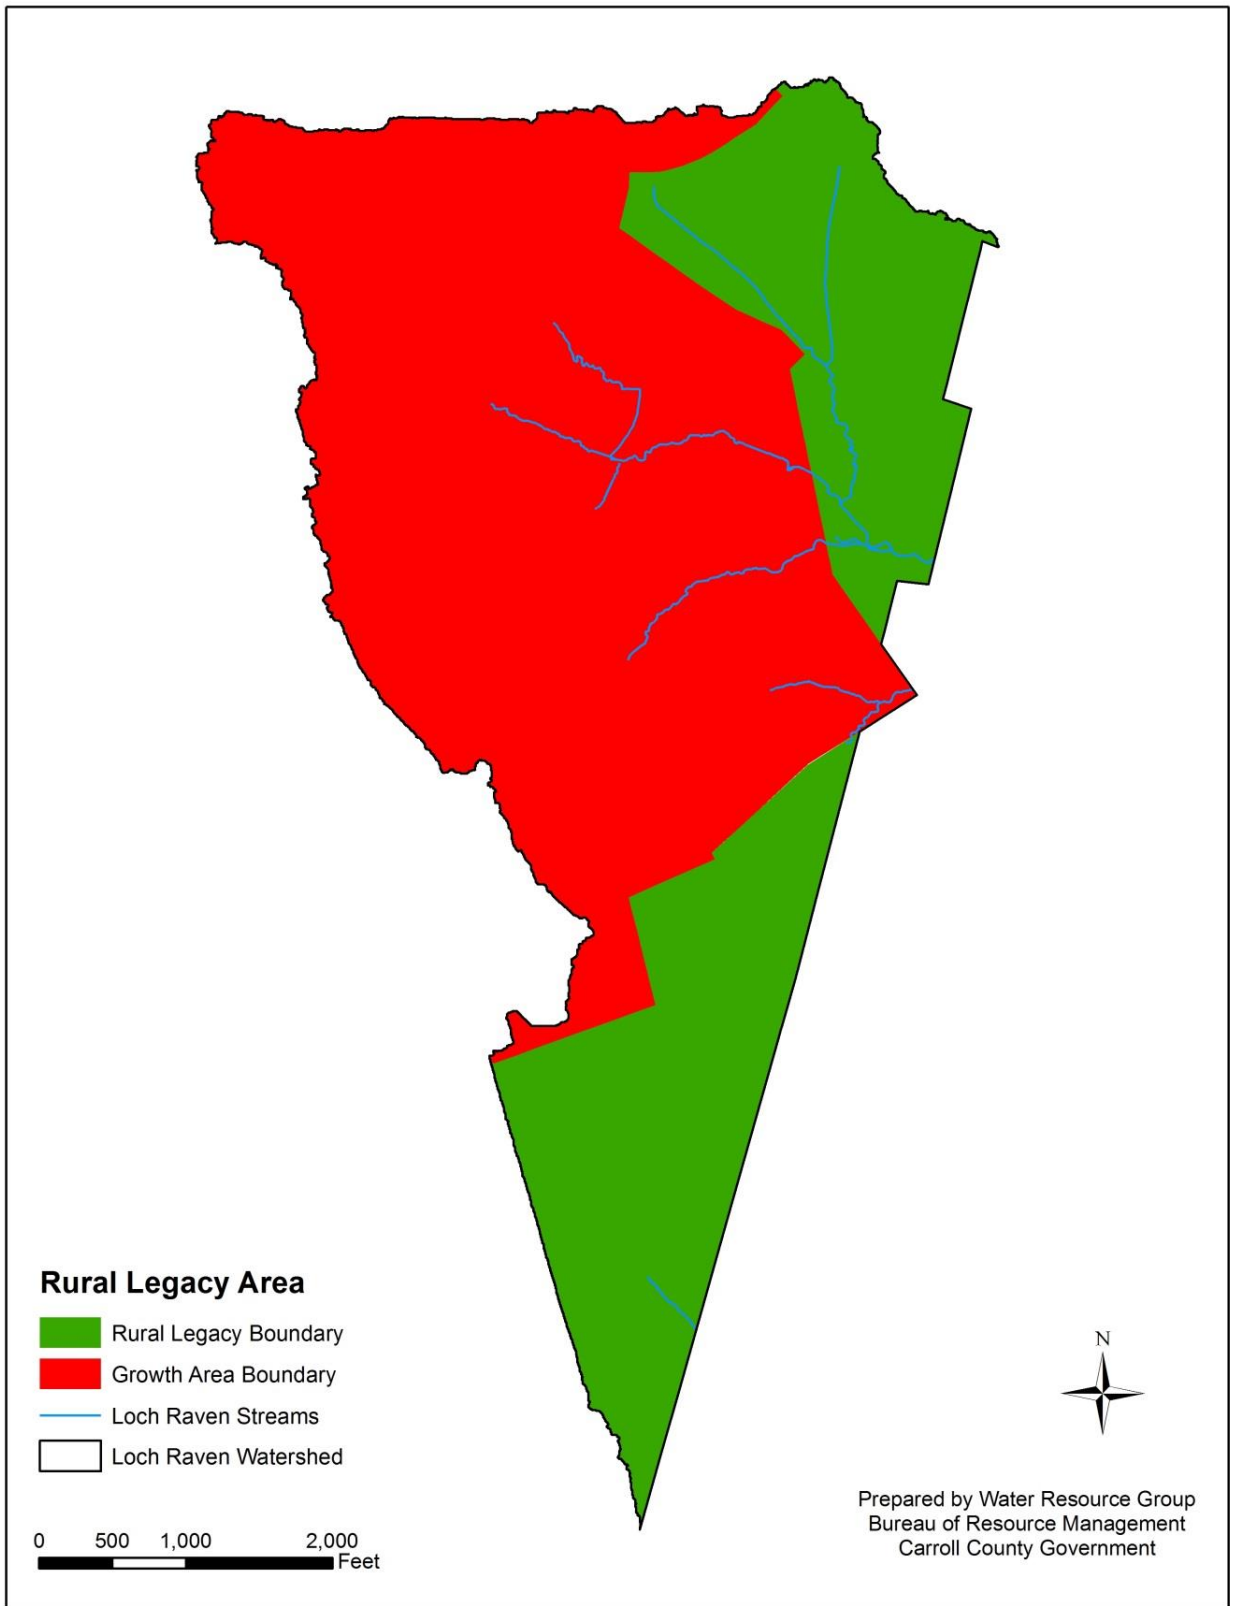 Rural Legacy Area
Rural Legacy Boundary
Growth Area Boundary
Loch Raven Streams
Loch Raven Watershed
0 500 1,000 2,000
Feet
N
Prepared by Water Resource Group
Bureau of Resource Management
Carroll County Government